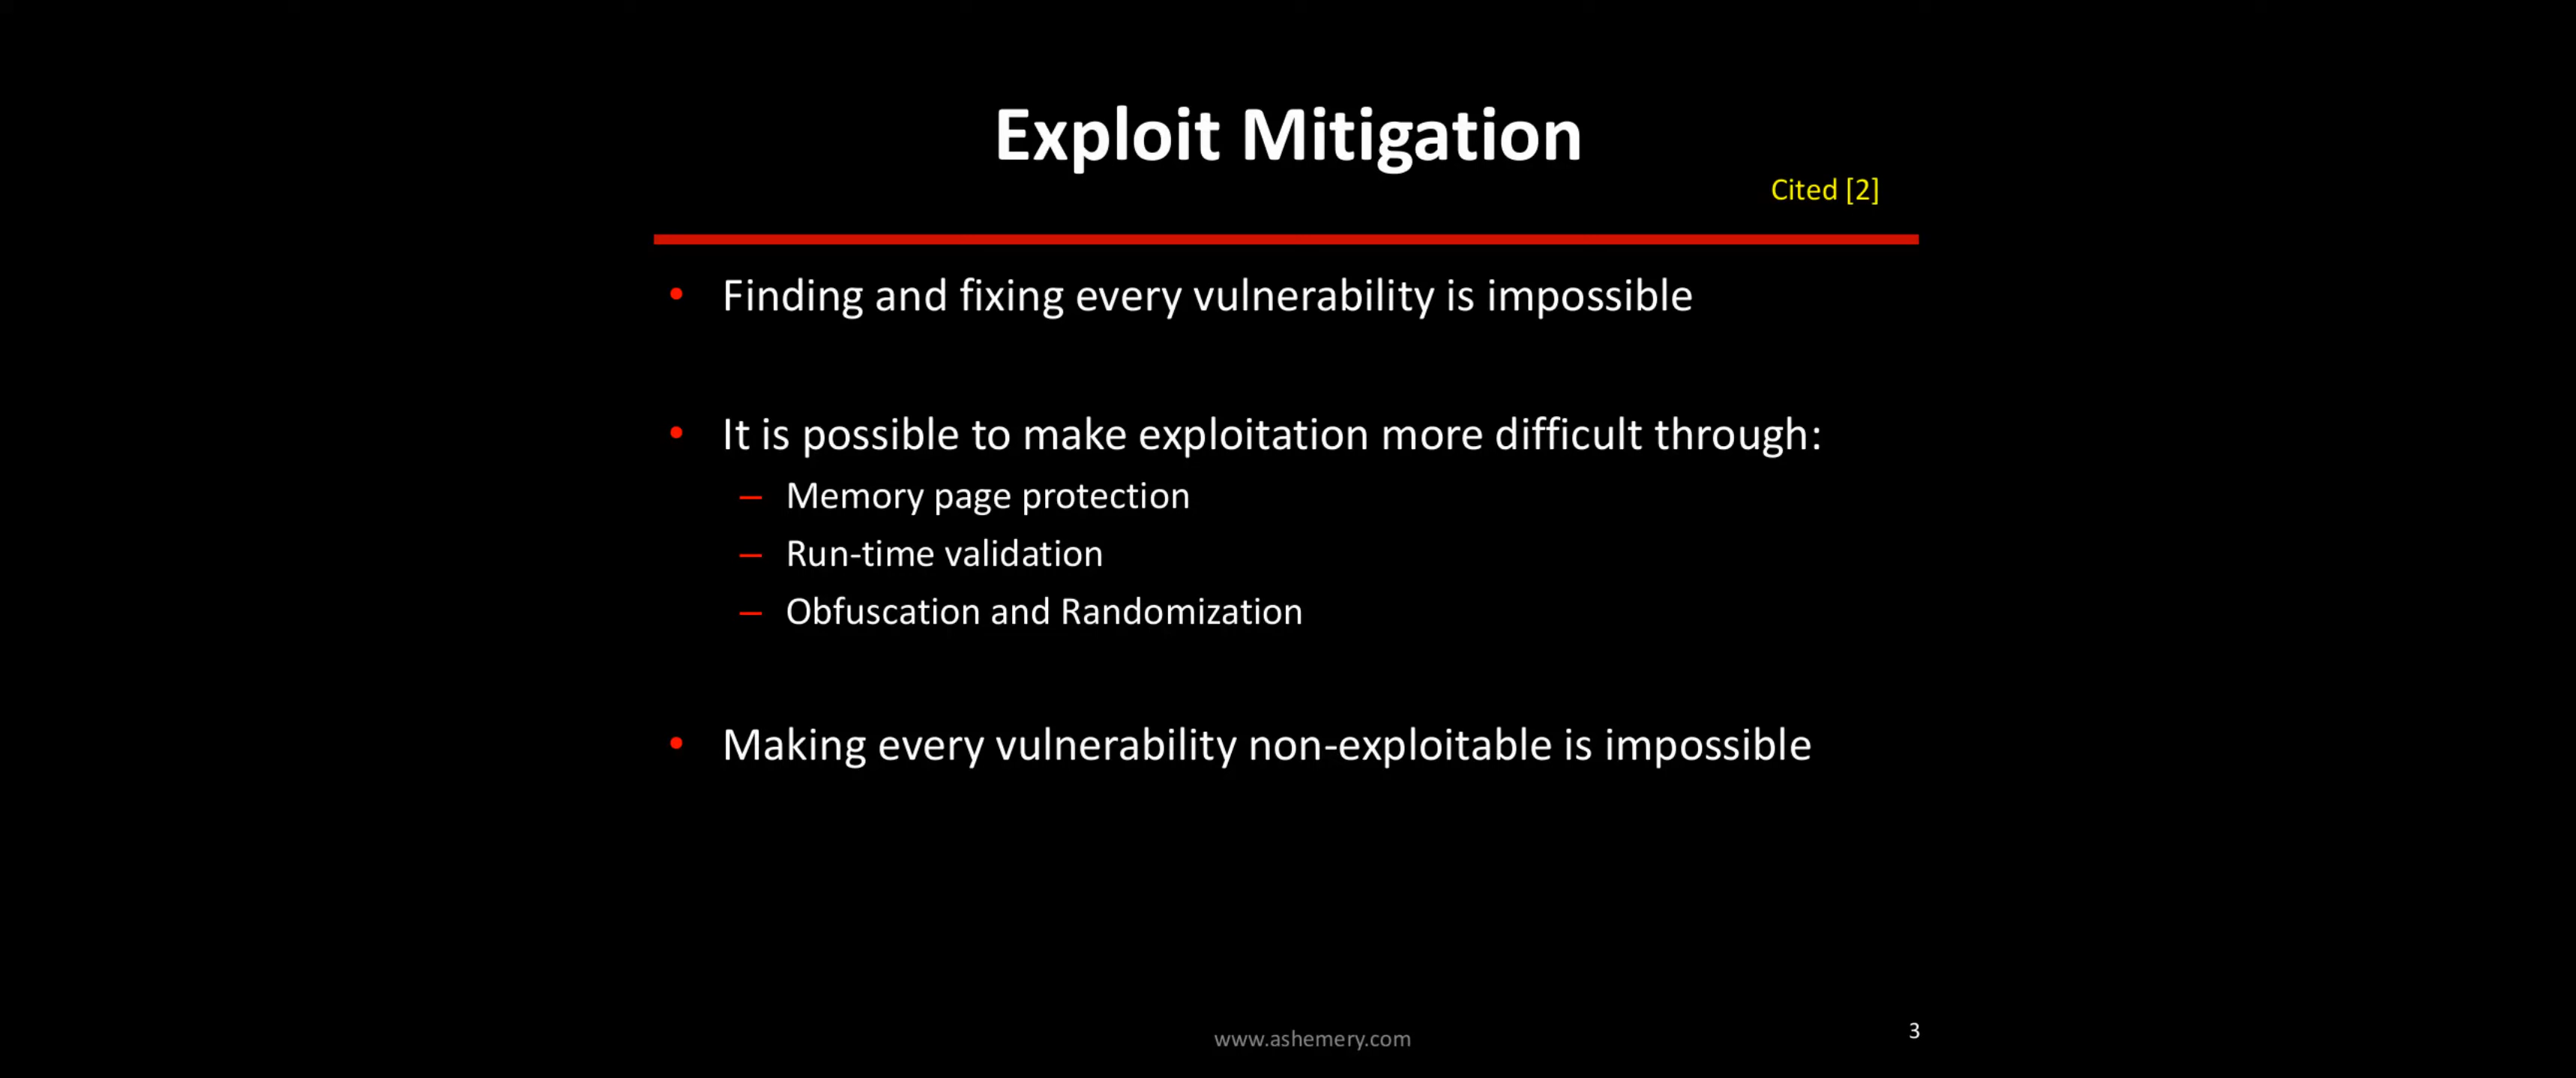 Exploit Mitigation
Cited [2]
• Finding and fixing every vulnerability is impossible
• It is possible to make exploitation more difficult through:
– Memory page protection
– Run-time validation
– Obfuscation and Randomization
• Making every vulnerability non-exploitable is impossible
www.ashemery.com
3